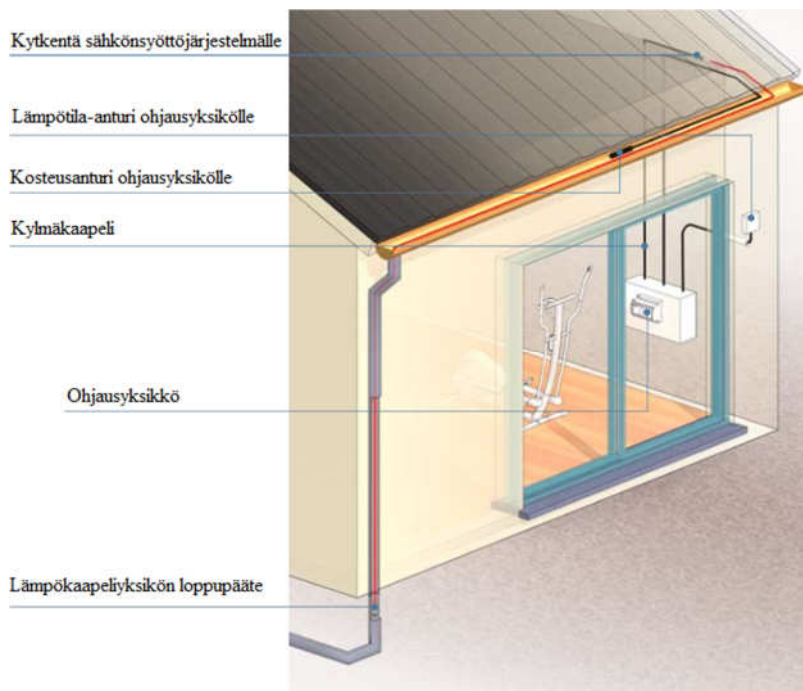 Kytkentä sähkönsyöttöjärjestelmälle
Lämpötila-anturi ohjausyksikölle
Kosteusanturi ohjausyksikölle
Kylmäkaapeli
Ohjausyksikkö
Lämpökaapeliyksikön loppupääte